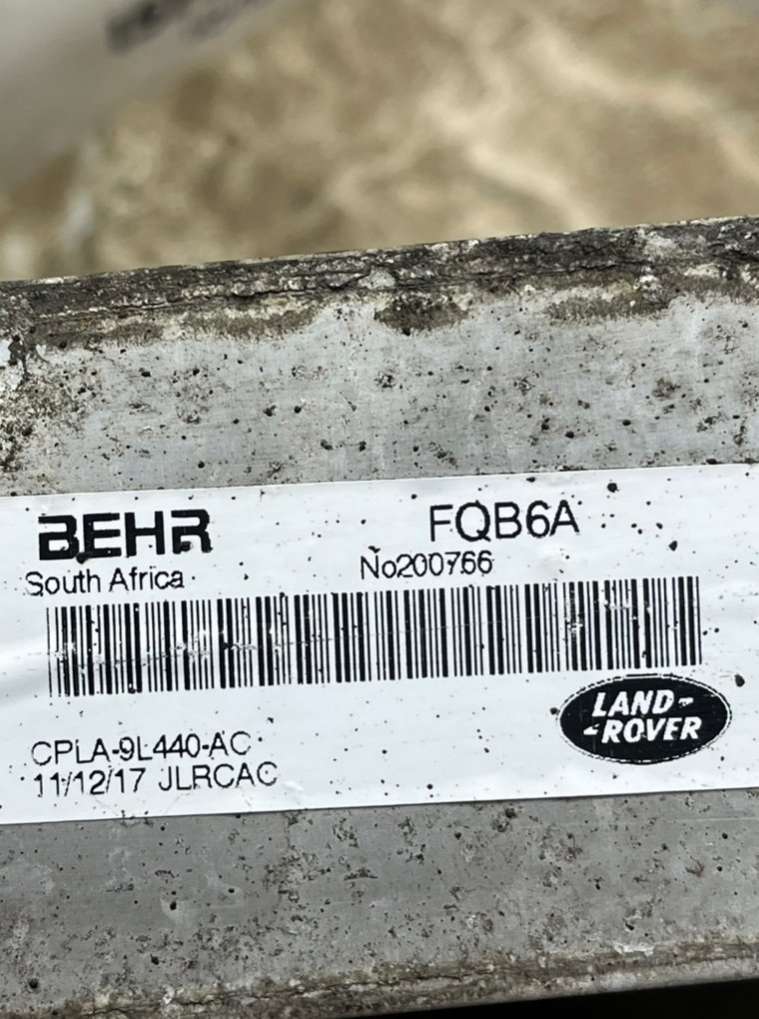 BEHR
FQB6A
South Africa
No200766
CPLA-9L440-AC
11/12/17 JLRCAC
LAND-
-ROVER